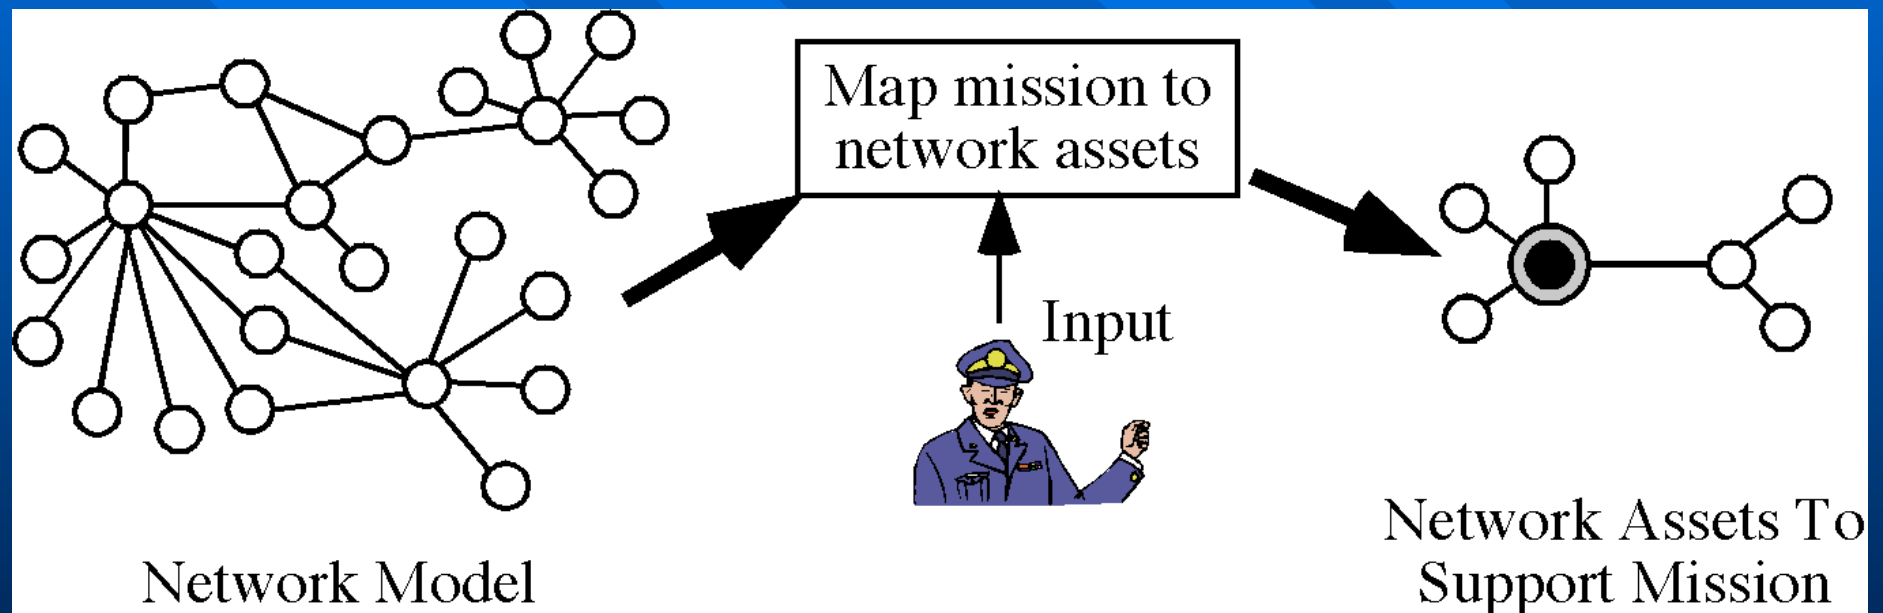 Map mission to
network assets
Input
Network Model
Network Assets To
Support Mission